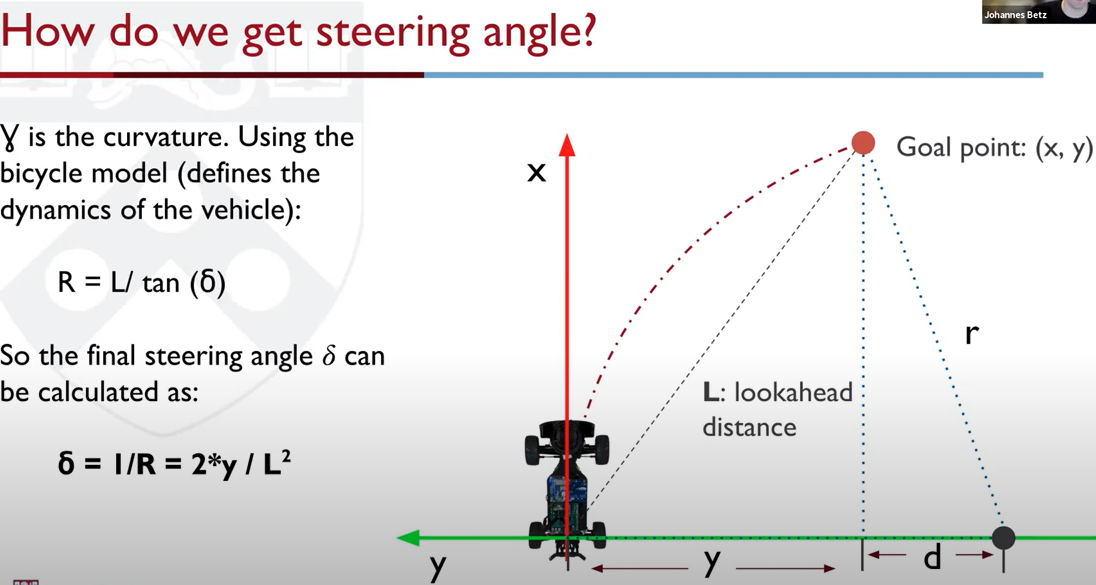 How do we get steering angle?
Johannes Betz
Ɣ is the curvature. Using the
bicycle model (defines the
dynamics of the vehicle):
R = L/ tan (δ)
So the final steering angle δ can
be calculated as:
δ = 1/R = 2*y / L²
x
Goal point: (x, y)
r
L: lookahead
distance
y
y
d